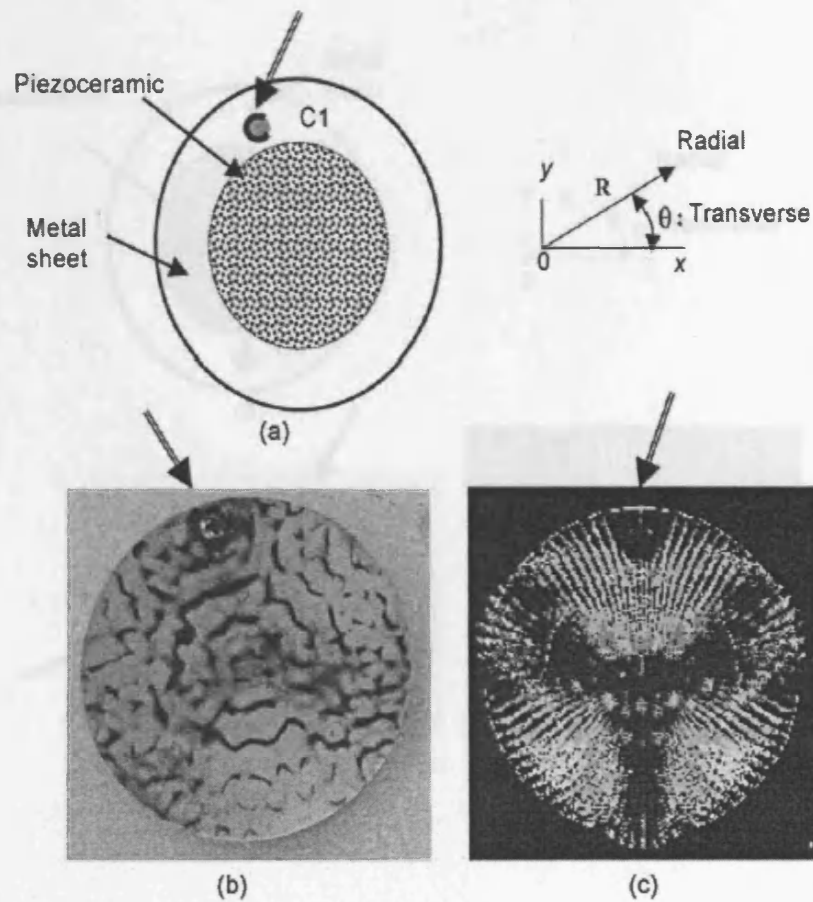 Piezoceramic
C1
Metal
sheet
(a)
y
R
Radial
θ: Transverse
0
x
(b)
(c)